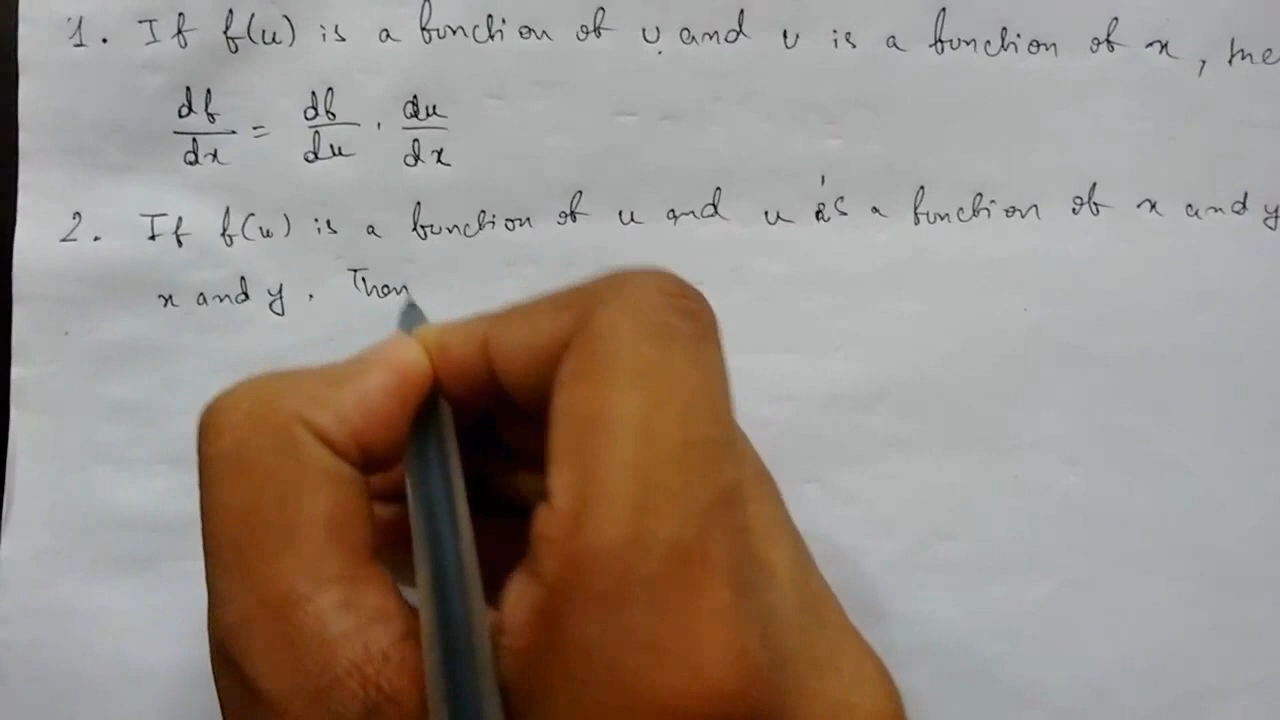 1. If f(u) is a function of u and u is a function of x, the
df/dx = df/du . du/dx
2. If f(u) is a function of u and u is a function of x and y
x and y. Then